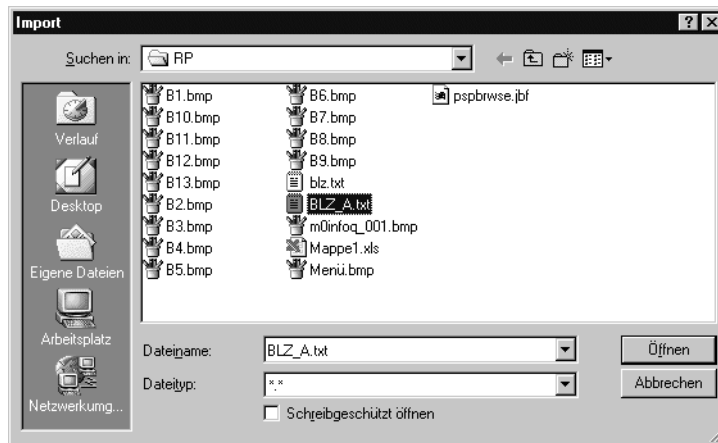 Import
Suchen in: RP
Verlauf
Desktop
Eigene Dateien
Arbeitsplatz
Netzwerkumg...
B1.bmp
B10.bmp
B11.bmp
B12.bmp
B13.bmp
B2.bmp
B3.bmp
B4.bmp
B5.bmp
B6.bmp
B7.bmp
B8.bmp
B9.bmp
blz.txt
BLZ_A.txt
m0infoq_001.bmp
Mappe1.xls
Menü.bmp
pspbrwse.jbf
Dateiname: BLZ_A.txt Öffnen
Dateityp: *.* Abbrechen
Schreibgeschützt öffnen